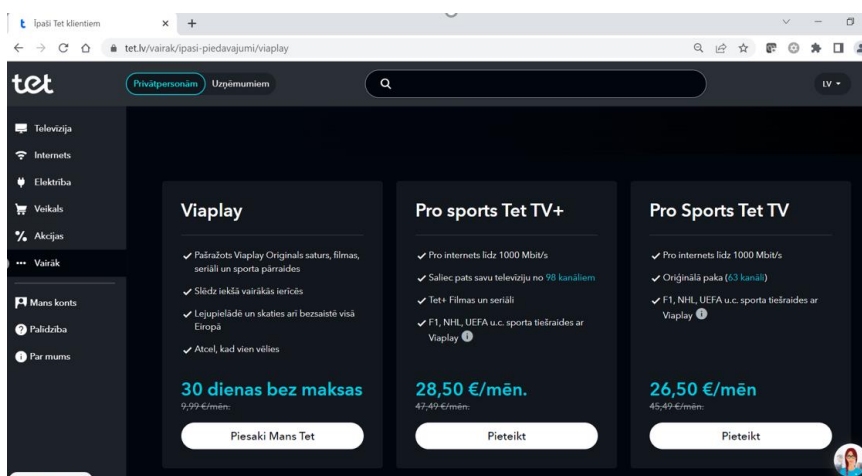 Īpaši Tet klientiem
tet.lv/vairak/ipasi-piedavajumi/viaplay
tet
Privātpersonām
Uzņēmumiem
LV
Televīzija
Internets
Elektrība
Veikals
Akcijas
Vairāk
Mans konts
Palīdzība
Par mums
Viaplay
Pašražots Viaplay Originals saturs, filmas,
seriāli un sporta pārraides
Slēdz iekšā vairākās ierīcēs
Lejupielādē un skaties arī bezsaistē visā
Eiropā
Atcel, kad vien vēlies
30 dienas bez maksas
9,99 €/mēn.
Piesaki Mans Tet
Pro sports Tet TV+
Pro internets līdz 1000 Mbit/s
Saliec pats savu televīziju no 98 kanāliem
Tet+ Filmas un seriāli
F1, NHL, UEFA u.c. sporta tiešraides ar
Viaplay
28,50 €/mēn.
47,49 €/mēn.
Pieteikt
Pro Sports Tet TV
Pro internets līdz 1000 Mbit/s
Oriģinālā paka (63 kanāli)
F1, NHL, UEFA u.c. sporta tiešraides ar
Viaplay
26,50 €/mēn
45,49 €/mēn.
Pieteikt